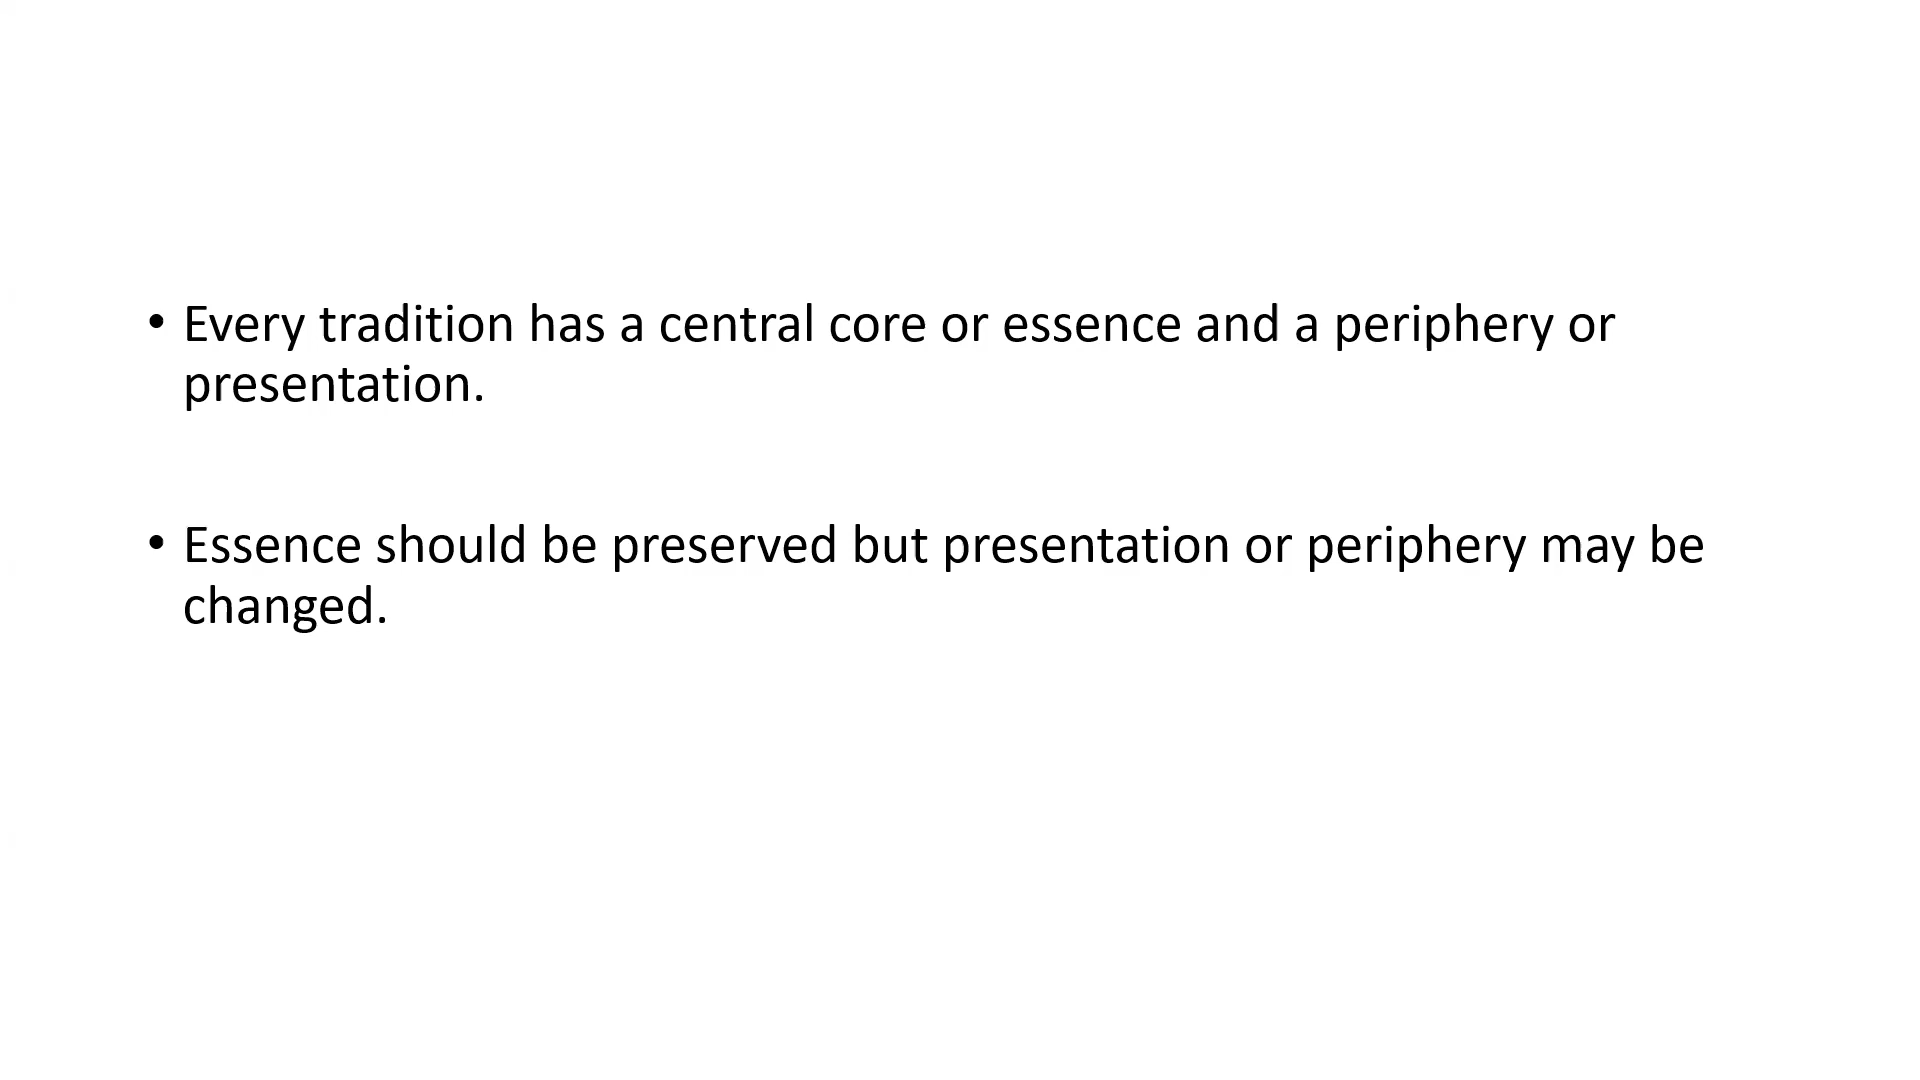 • Every tradition has a central core or essence and a periphery or
presentation.
• Essence should be preserved but presentation or periphery may be
changed.